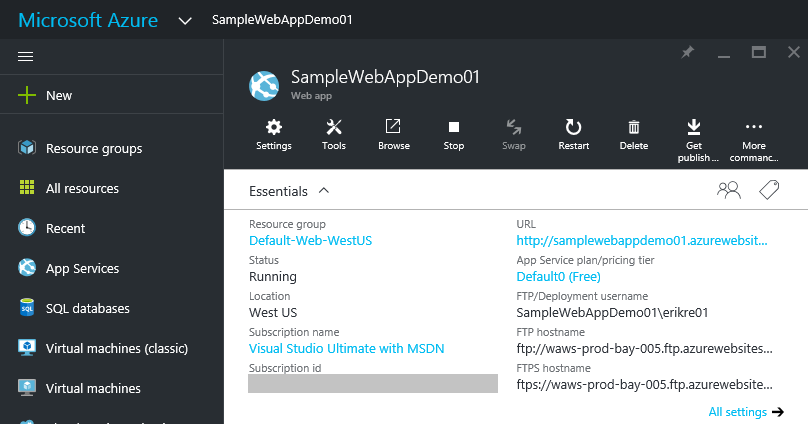 Microsoft Azure SampleWebAppDemo01
New
Resource groups
All resources
Recent
App Services
SQL databases
Virtual machines (classic)
Virtual machines
SampleWebAppDemo01
Web app
Settings Tools Browse Stop Swap Restart Delete Get publish ... More commanc...
Essentials
Resource group
Default-Web-WestUS
Status
Running
Location
West US
Subscription name
Visual Studio Ultimate with MSDN
Subscription id
URL
http://samplewebappdemo01.azurewebsit...
App Service plan/pricing tier
Default0 (Free)
FTP/Deployment username
SampleWebAppDemo01\erikre01
FTP hostname
ftp://waws-prod-bay-005.ftp.azurewebsites...
FTPS hostname
ftps://waws-prod-bay-005.ftp.azurewebsites...
All settings